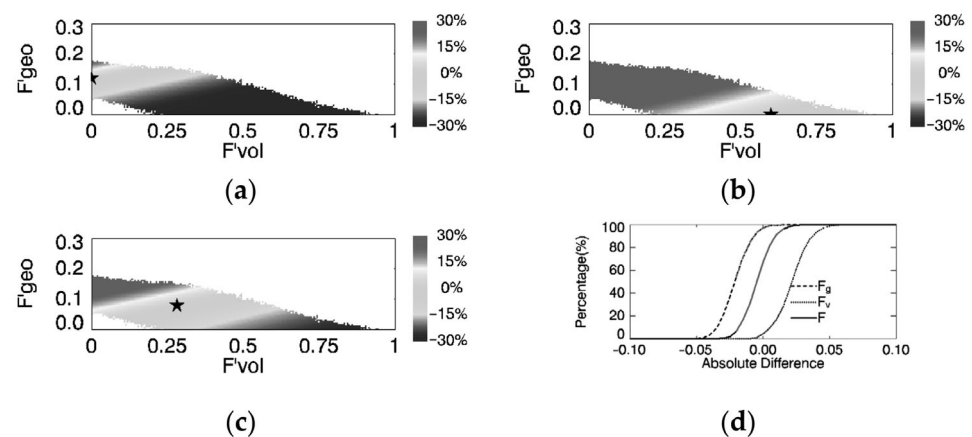 0.3
0.2
0.1
0.0
F'geo
0 0.25 0.5 0.75 1
F'vol
30%
15%
0%
−15%
−30%
(a)
0.3
0.2
0.1
0.0
F'geo
0 0.25 0.5 0.75 1
F'vol
30%
15%
0%
−15%
−30%
(b)
0.3
0.2
0.1
0.0
F'geo
0 0.25 0.5 0.75 1
F'vol
30%
15%
0%
−15%
−30%
(c)
100
80
60
40
20
0
Percentage(%)
Fg
Fv
F
-0.10 -0.05 0.00 0.05 0.10
Absolute Difference
(d)